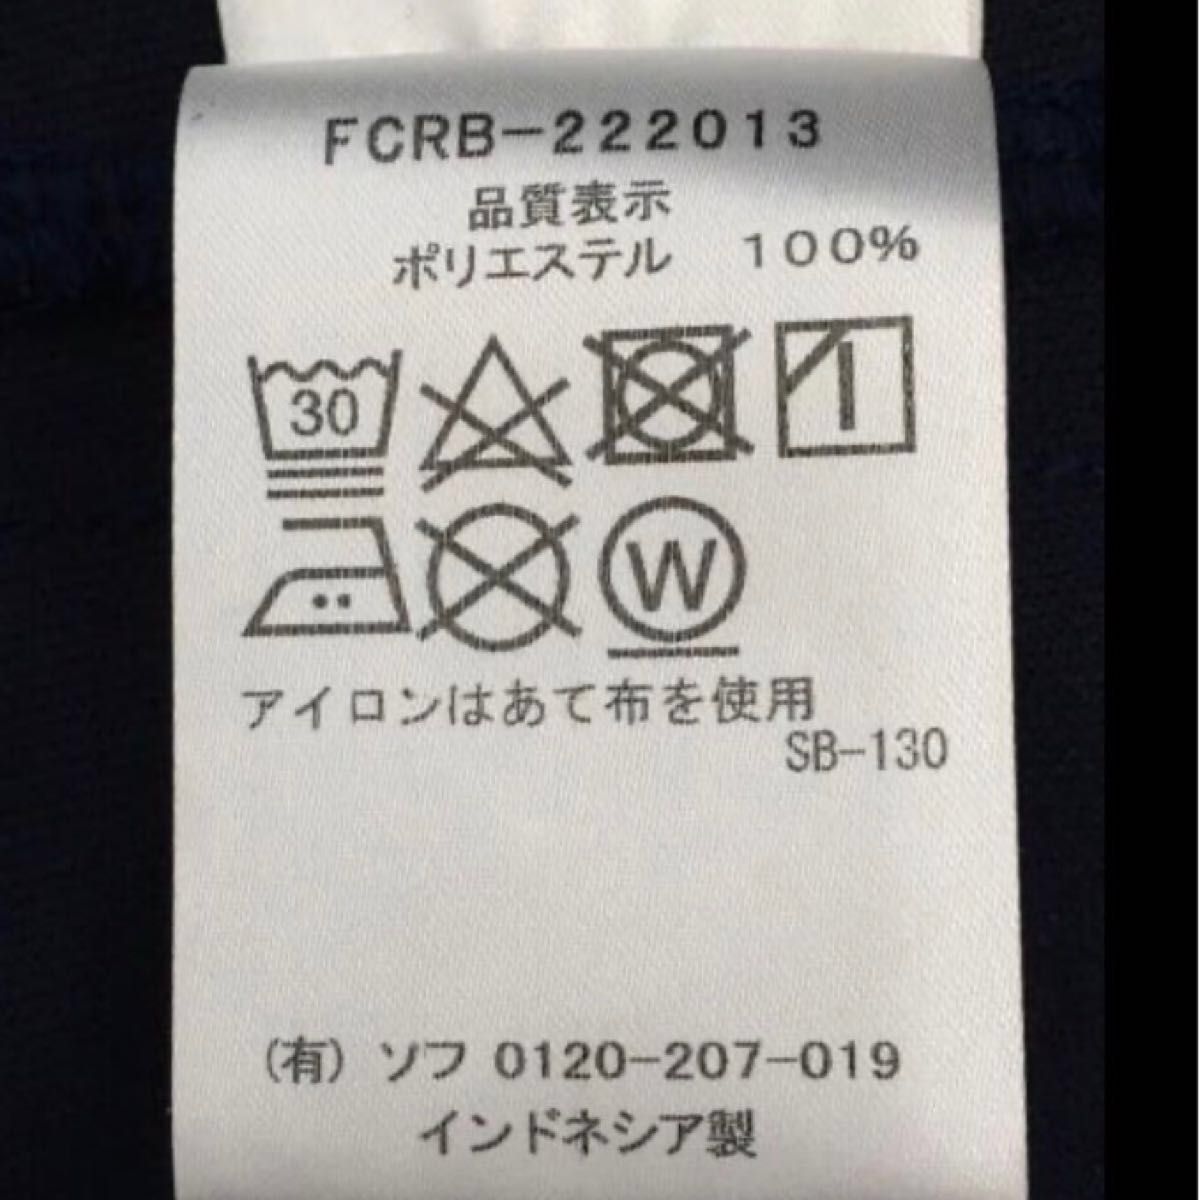 FCRB-222013
品質表示
ポリエステル 100%
30
W
アイロンはあて布を使用
SB-130
(有) ソフ 0120-207-019
インドネシア製